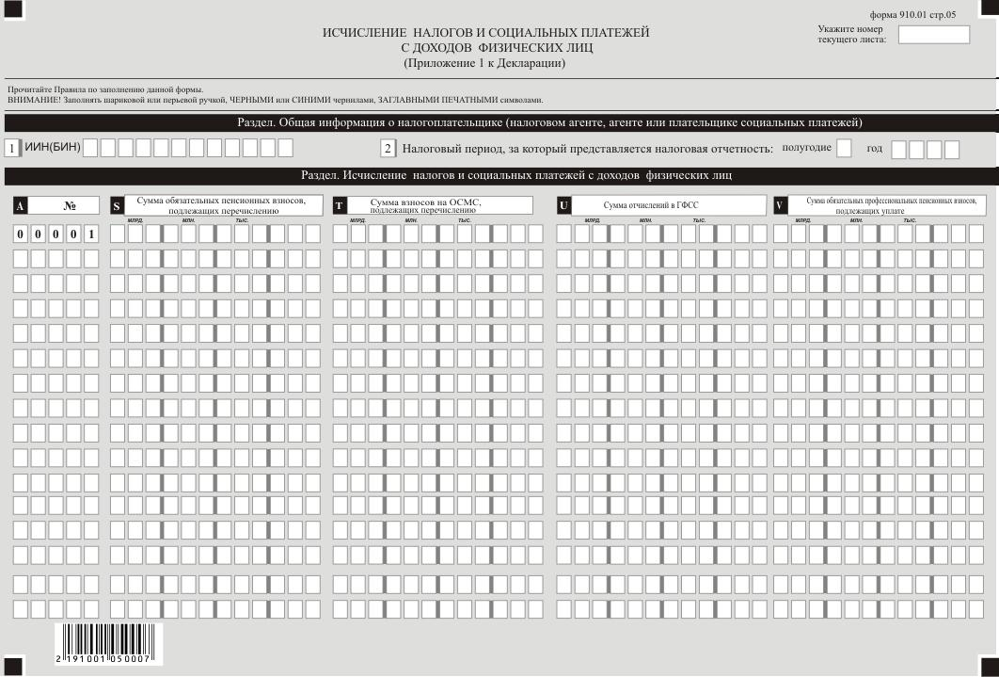 форма 910.01 стр.05
ИСЧИСЛЕНИЕ НАЛОГОВ И СОЦИАЛЬНЫХ ПЛАТЕЖЕЙ
С ДОХОДОВ ФИЗИЧЕСКИХ ЛИЦ
(Приложение 1 к Декларации)
Укажите номер
текущего листа:
Прочитайте Правила по заполнению данной формы.
ВНИМАНИЕ! Заполнять шариковой или перьевой ручкой, ЧЕРНЫМИ или СИНИМИ чернилами, ЗАГЛАВНЫМИ ПЕЧАТНЫМИ символами.
Раздел. Общая информация о налогоплательщике (налоговом агенте, агенте или плательщике социальных платежей)
1 ИИН(БИН)
2 Налоговый период, за который представляется налоговая отчетность: полугодие год
Раздел. Исчисление налогов и социальных платежей с доходов физических лиц
A №
S Сумма обязательных пенсионных взносов,
подлежащих перечислению
T Сумма взносов на ОСМС,
подлежащих перечислению
U Сумма отчислений в ГФСС
V Сумма обязательных профессиональных пенсионных взносов,
подлежащих уплате
МЛРД. МЛН. ТЫС. МЛРД. МЛН. ТЫС. МЛРД. МЛН. ТЫС. МЛРД. МЛН. ТЫС.
0 0 0 0 1
2 191001 050007